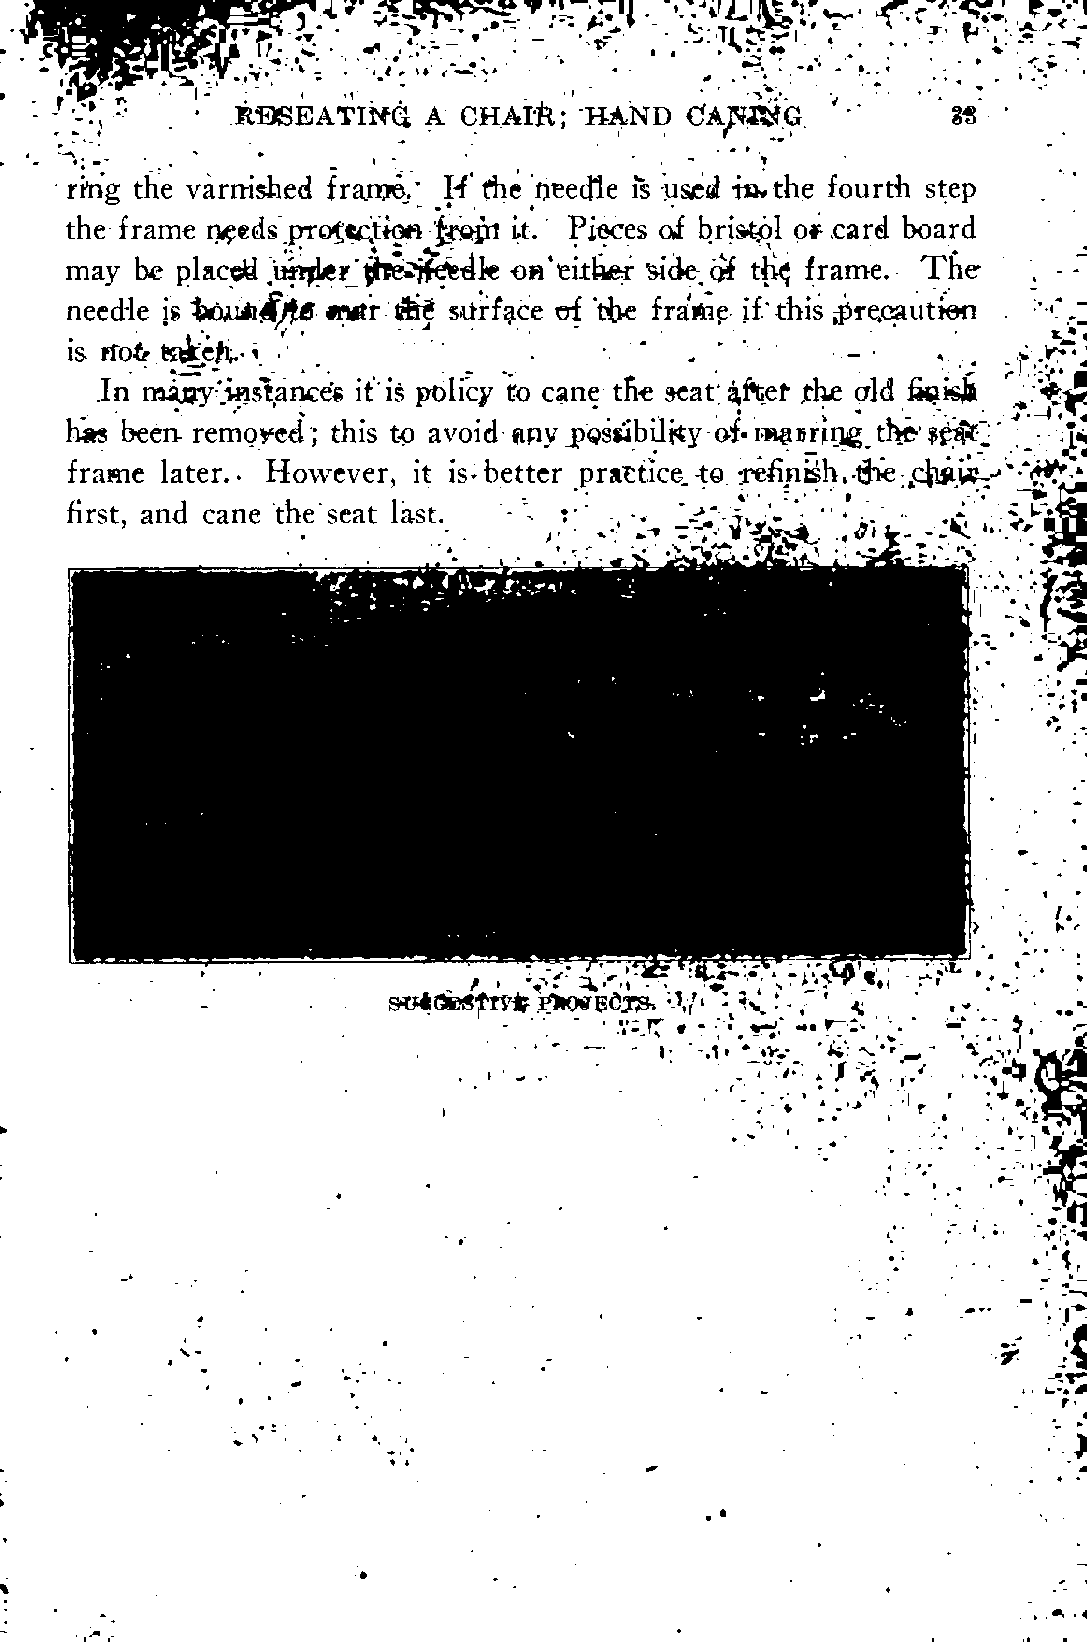 RESEATING A CHAIR; HAND CANING 33
ring the varnished frame. If the needle is used in the fourth step
the frame needs protection from it. Pieces of bristol or card board
may be placed under the needle on either side of the frame. The
needle is bound to mar the surface of the frame if this precaution
is not taken.
In many instances it is policy to cane the seat after the old finish
has been removed; this to avoid any possibility of marring the seat
frame later. However, it is better practice to refinish the chair
first, and cane the seat last.
SUGGESTIVE PROJECTS.